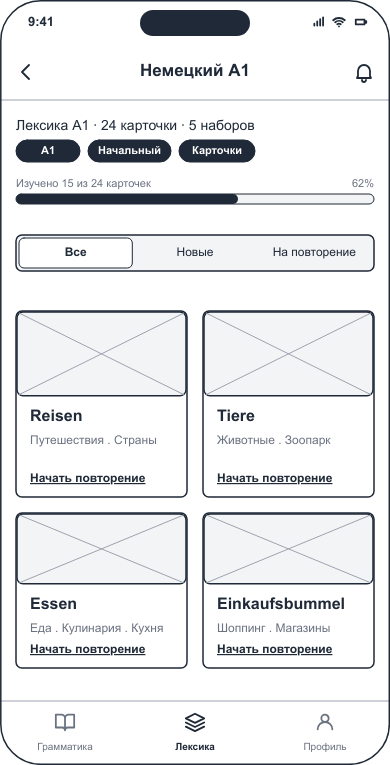 9:41
Немецкий A1
Лексика A1 · 24 карточки · 5 наборов
A1 Начальный Карточки
Изучено 15 из 24 карточек 62%
Все Новые На повторение
Reisen
Путешествия . Страны
Начать повторение
Tiere
Животные . Зоопарк
Начать повторение
Essen
Еда . Кулинария . Кухня
Начать повторение
Einkaufsbummel
Шоппинг . Магазины
Начать повторение
Грамматика Лексика Профиль